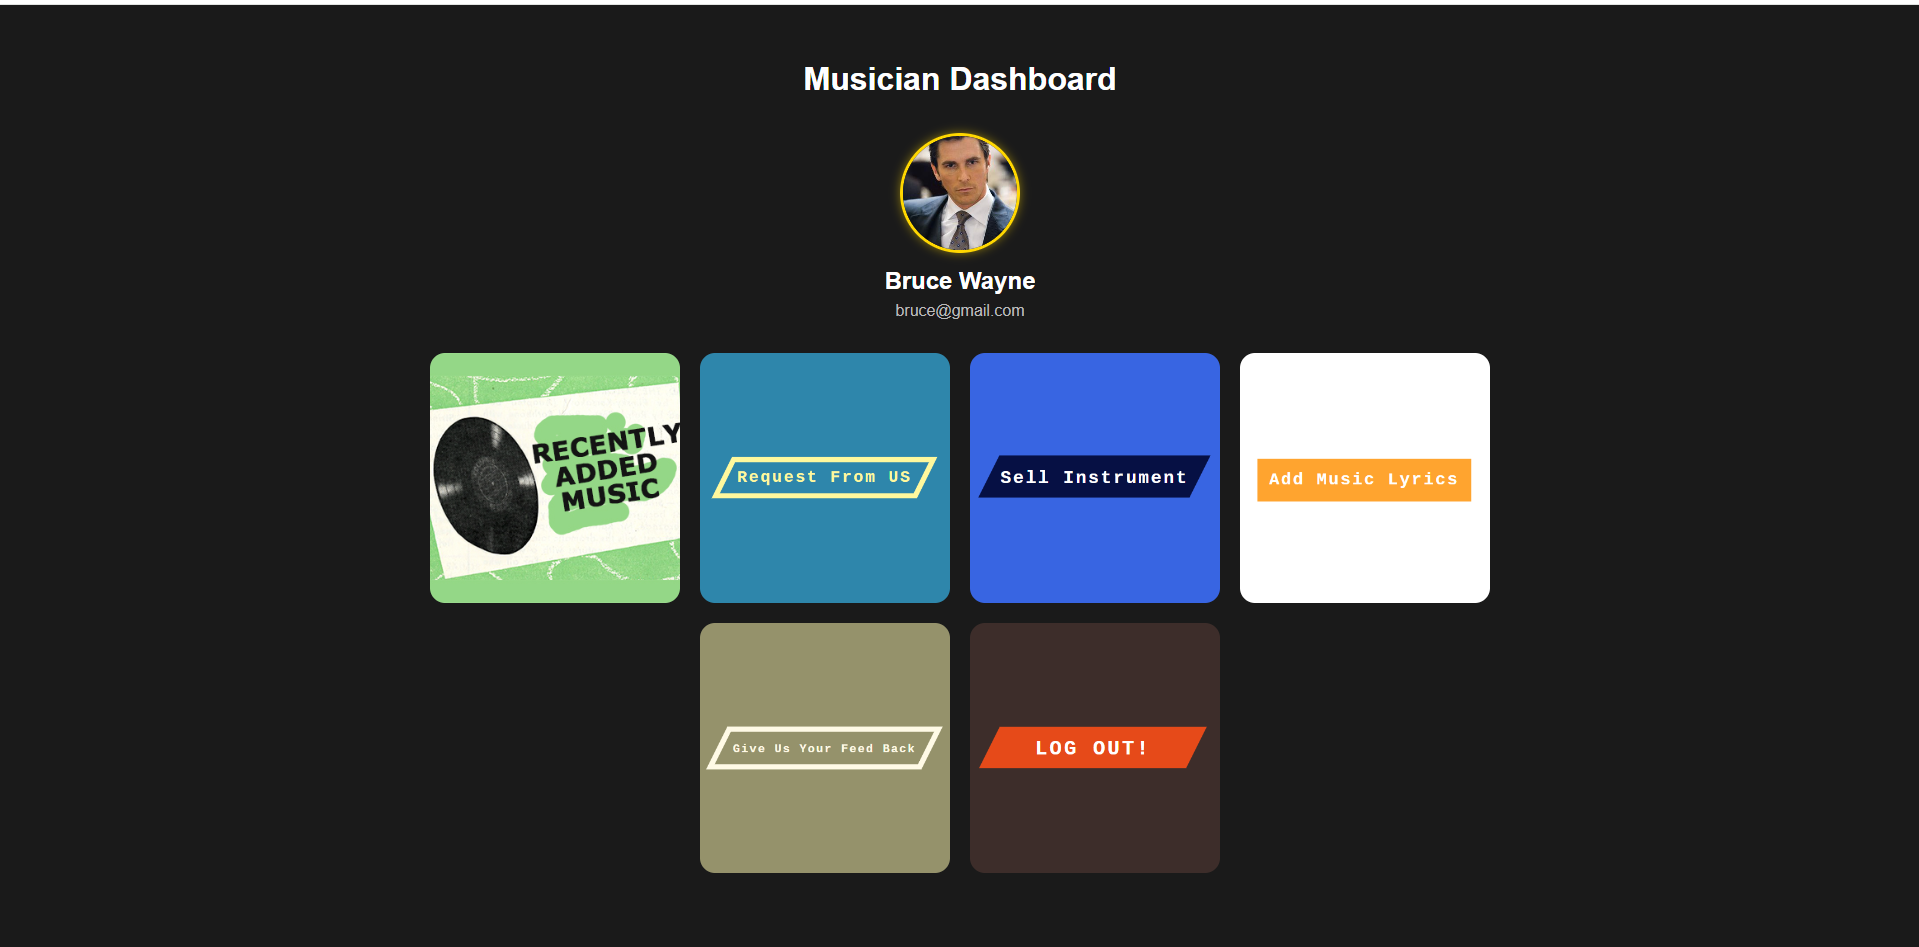 Musician Dashboard
Bruce Wayne
bruce@gmail.com
RECENTLY
ADDED
MUSIC
Request From US
Sell Instrument
Add Music Lyrics
Give Us Your Feed Back
LOG OUT!